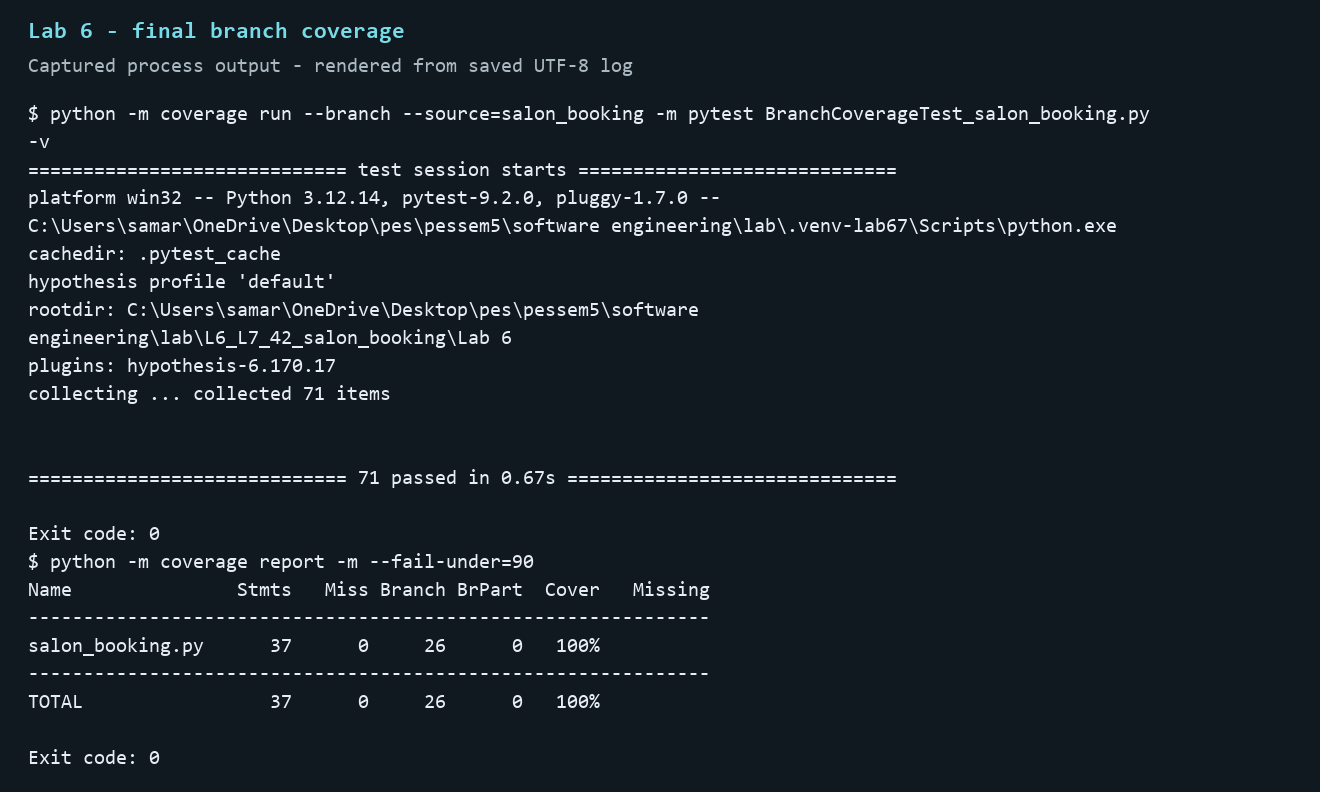 Lab 6 - final branch coverage
Captured process output - rendered from saved UTF-8 log
$ python -m coverage run --branch --source=salon_booking -m pytest BranchCoverageTest_salon_booking.py
-v
============================= test session starts =============================
platform win32 -- Python 3.12.14, pytest-9.2.0, pluggy-1.7.0 --
C:\Users\samar\OneDrive\Desktop\pes\pessem5\software engineering\lab\.venv-lab67\Scripts\python.exe
cachedir: .pytest_cache
hypothesis profile 'default'
rootdir: C:\Users\samar\OneDrive\Desktop\pes\pessem5\software
engineering\lab\L6_L7_42_salon_booking\Lab 6
plugins: hypothesis-6.170.17
collecting ... collected 71 items
============================= 71 passed in 0.67s ==============================
Exit code: 0
$ python -m coverage report -m --fail-under=90
Name               Stmts   Miss Branch BrPart  Cover   Missing
--------------------------------------------------------------
salon_booking.py      37      0     26      0   100%
--------------------------------------------------------------
TOTAL                 37      0     26      0   100%
Exit code: 0